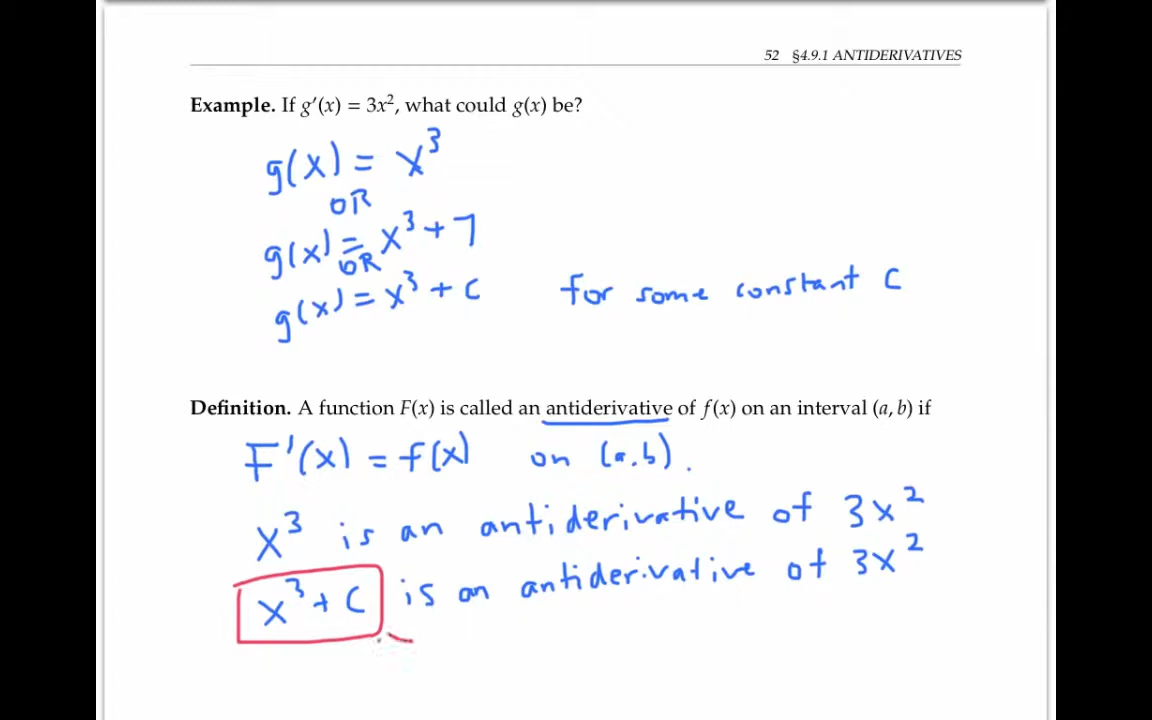 52 §4.9.1 ANTIDERIVATIVES
Example. If g′(x) = 3x², what could g(x) be?
g(x) = x³
OR
g(x) = x³ + 7
OR
g(x) = x³ + C for some constant C
Definition. A function F(x) is called an antiderivative of f(x) on an interval (a, b) if
F'(x) = f(x) on (a,b).
x³ is an antiderivative of 3x²
x³ + C is an antiderivative of 3x²